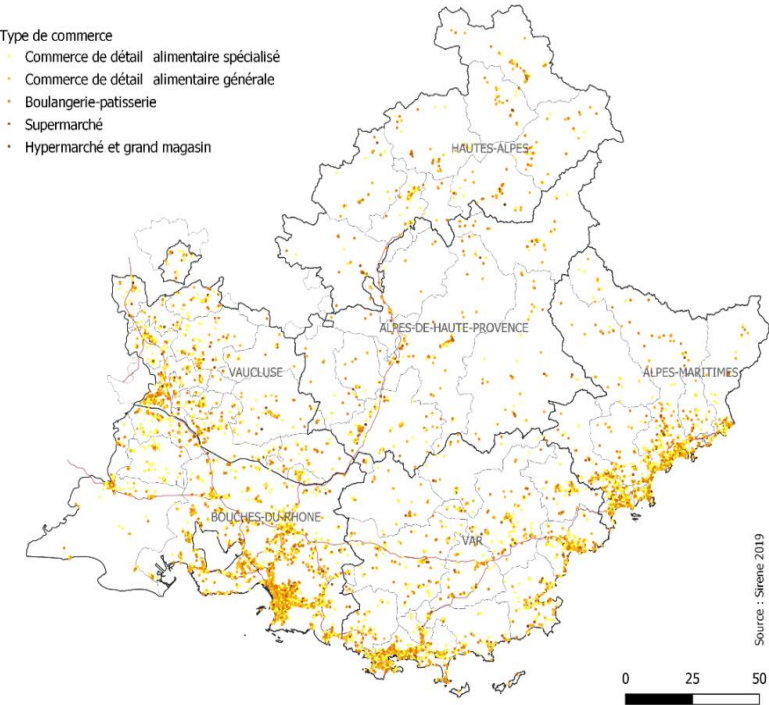 Type de commerce
Commerce de détail alimentaire spécialisé
Commerce de détail alimentaire générale
Boulangerie-patisserie
Supermarché
Hypermarché et grand magasin
HAUTES-ALPES
ALPES-DE-HAUTE-PROVENCE
VAUCLUSE
ALPES-MARITIMES
BOUCHES-DU-RHONE
VAR
Source : Sirene 2019
0 25 50